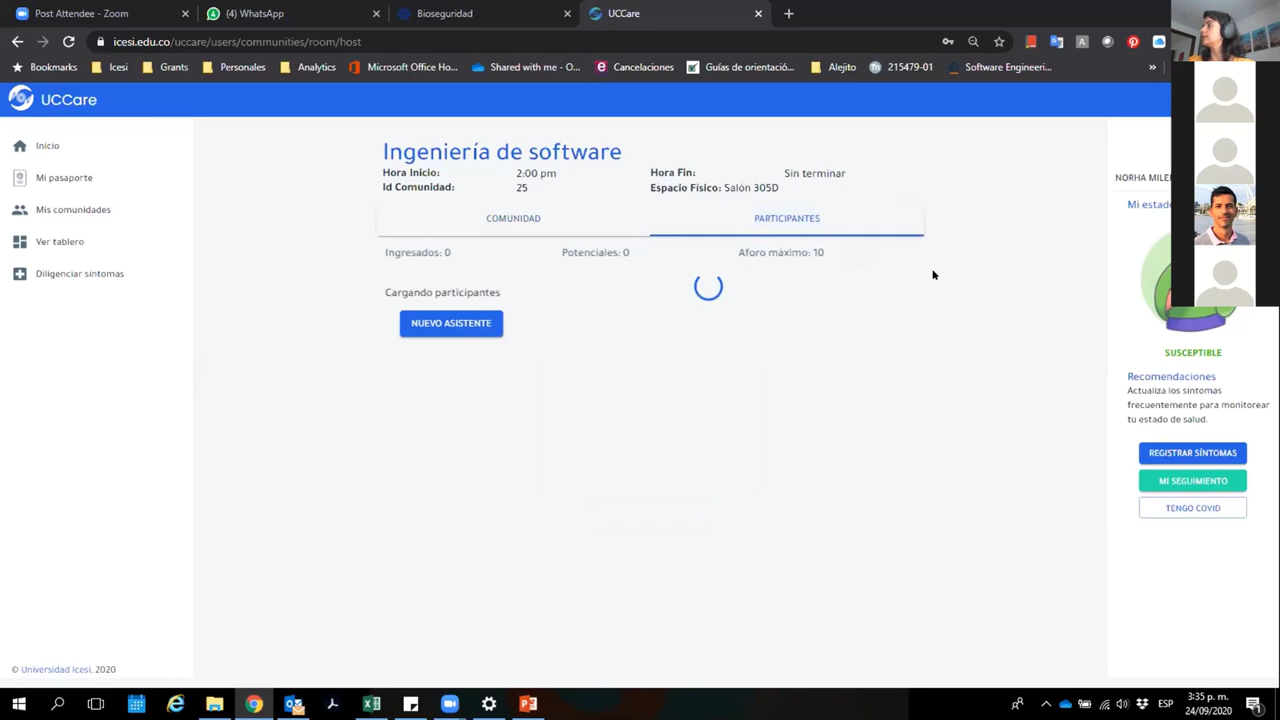 Post Attendee - Zoom
(4) WhatsApp
Bioseguridad
UCCare
icesi.edu.co/uccare/users/communities/room/host
Bookmarks
Icesi
Grants
Personales
Analytics
Microsoft Office Ho...
Shared with me - O...
Cancelaciones
Guías de orientació...
Alejito
215479-01
Software Engineeri...
»
UCCare
Inicio
Mi pasaporte
Mis comunidades
Ver tablero
Diligenciar síntomas
Ingeniería de software
Hora Inicio: 2:00 pm Hora Fin: Sin terminar
Id Comunidad: 25 Espacio Físico: Salón 305D
COMUNIDAD PARTICIPANTES
Ingresados: 0 Potenciales: 0 Aforo máximo: 10
Cargando participantes
NUEVO ASISTENTE
NORHA MILE
Mi estado
SUSCEPTIBLE
Recomendaciones
Actualiza los síntomas
frecuentemente para monitorear
tu estado de salud.
REGISTRAR SÍNTOMAS
MI SEGUIMIENTO
TENGO COVID
© Universidad Icesi, 2020
ESP
3:35 p. m.
24/09/2020